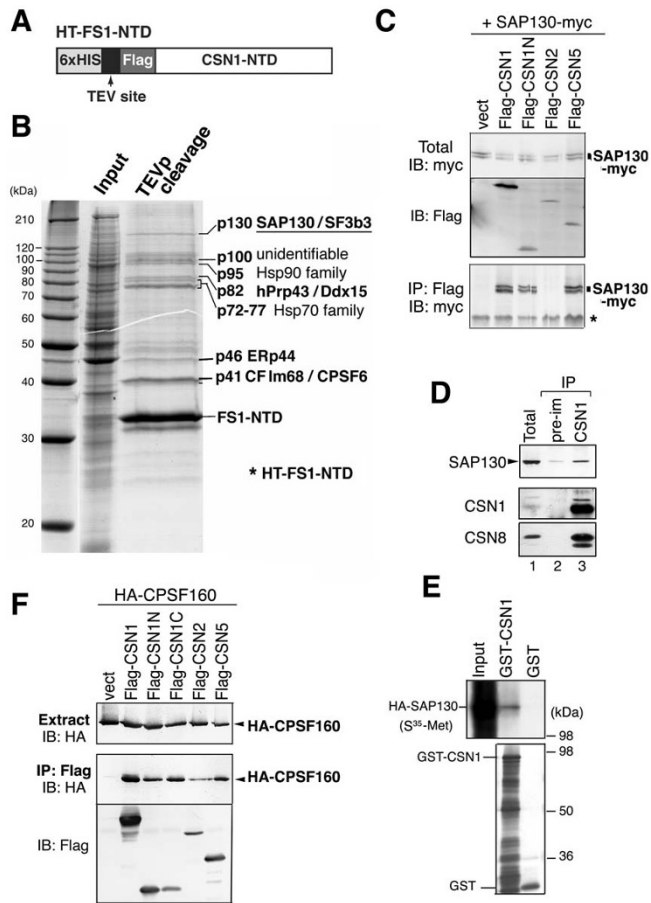 A
HT-FS1-NTD
6xHIS Flag CSN1-NTD
TEV site
B
(kDa)
Input
TEVp cleavage
210
120
100
90
80
70
60
50
40
30
20
p130 SAP130/SF3b3
p100 unidentifiable
p95 Hsp90 family
p82 hPrp43/Ddx15
p72-77 Hsp70 family
p46 ERp44
p41 CF Im68/CPSF6
FS1-NTD
* HT-FS1-NTD
C
+ SAP130-myc
vect
Flag-CSN1
Flag-CSN1N
Flag-CSN2
Flag-CSN5
Total
IB: myc
SAP130
-myc
IB: Flag
IP: Flag
IB: myc
SAP130
-myc
*
D
IP
Total
pre-im
CSN1
SAP130
CSN1
CSN8
1 2 3
E
Input
GST-CSN1
GST
HA-SAP130
(S35-Met)
(kDa)
98
98
GST-CSN1
50
36
GST
F
HA-CPSF160
vect
Flag-CSN1
Flag-CSN1N
Flag-CSN1C
Flag-CSN2
Flag-CSN5
Extract
IB: HA
HA-CPSF160
IP: Flag
IB: HA
HA-CPSF160
IB: Flag